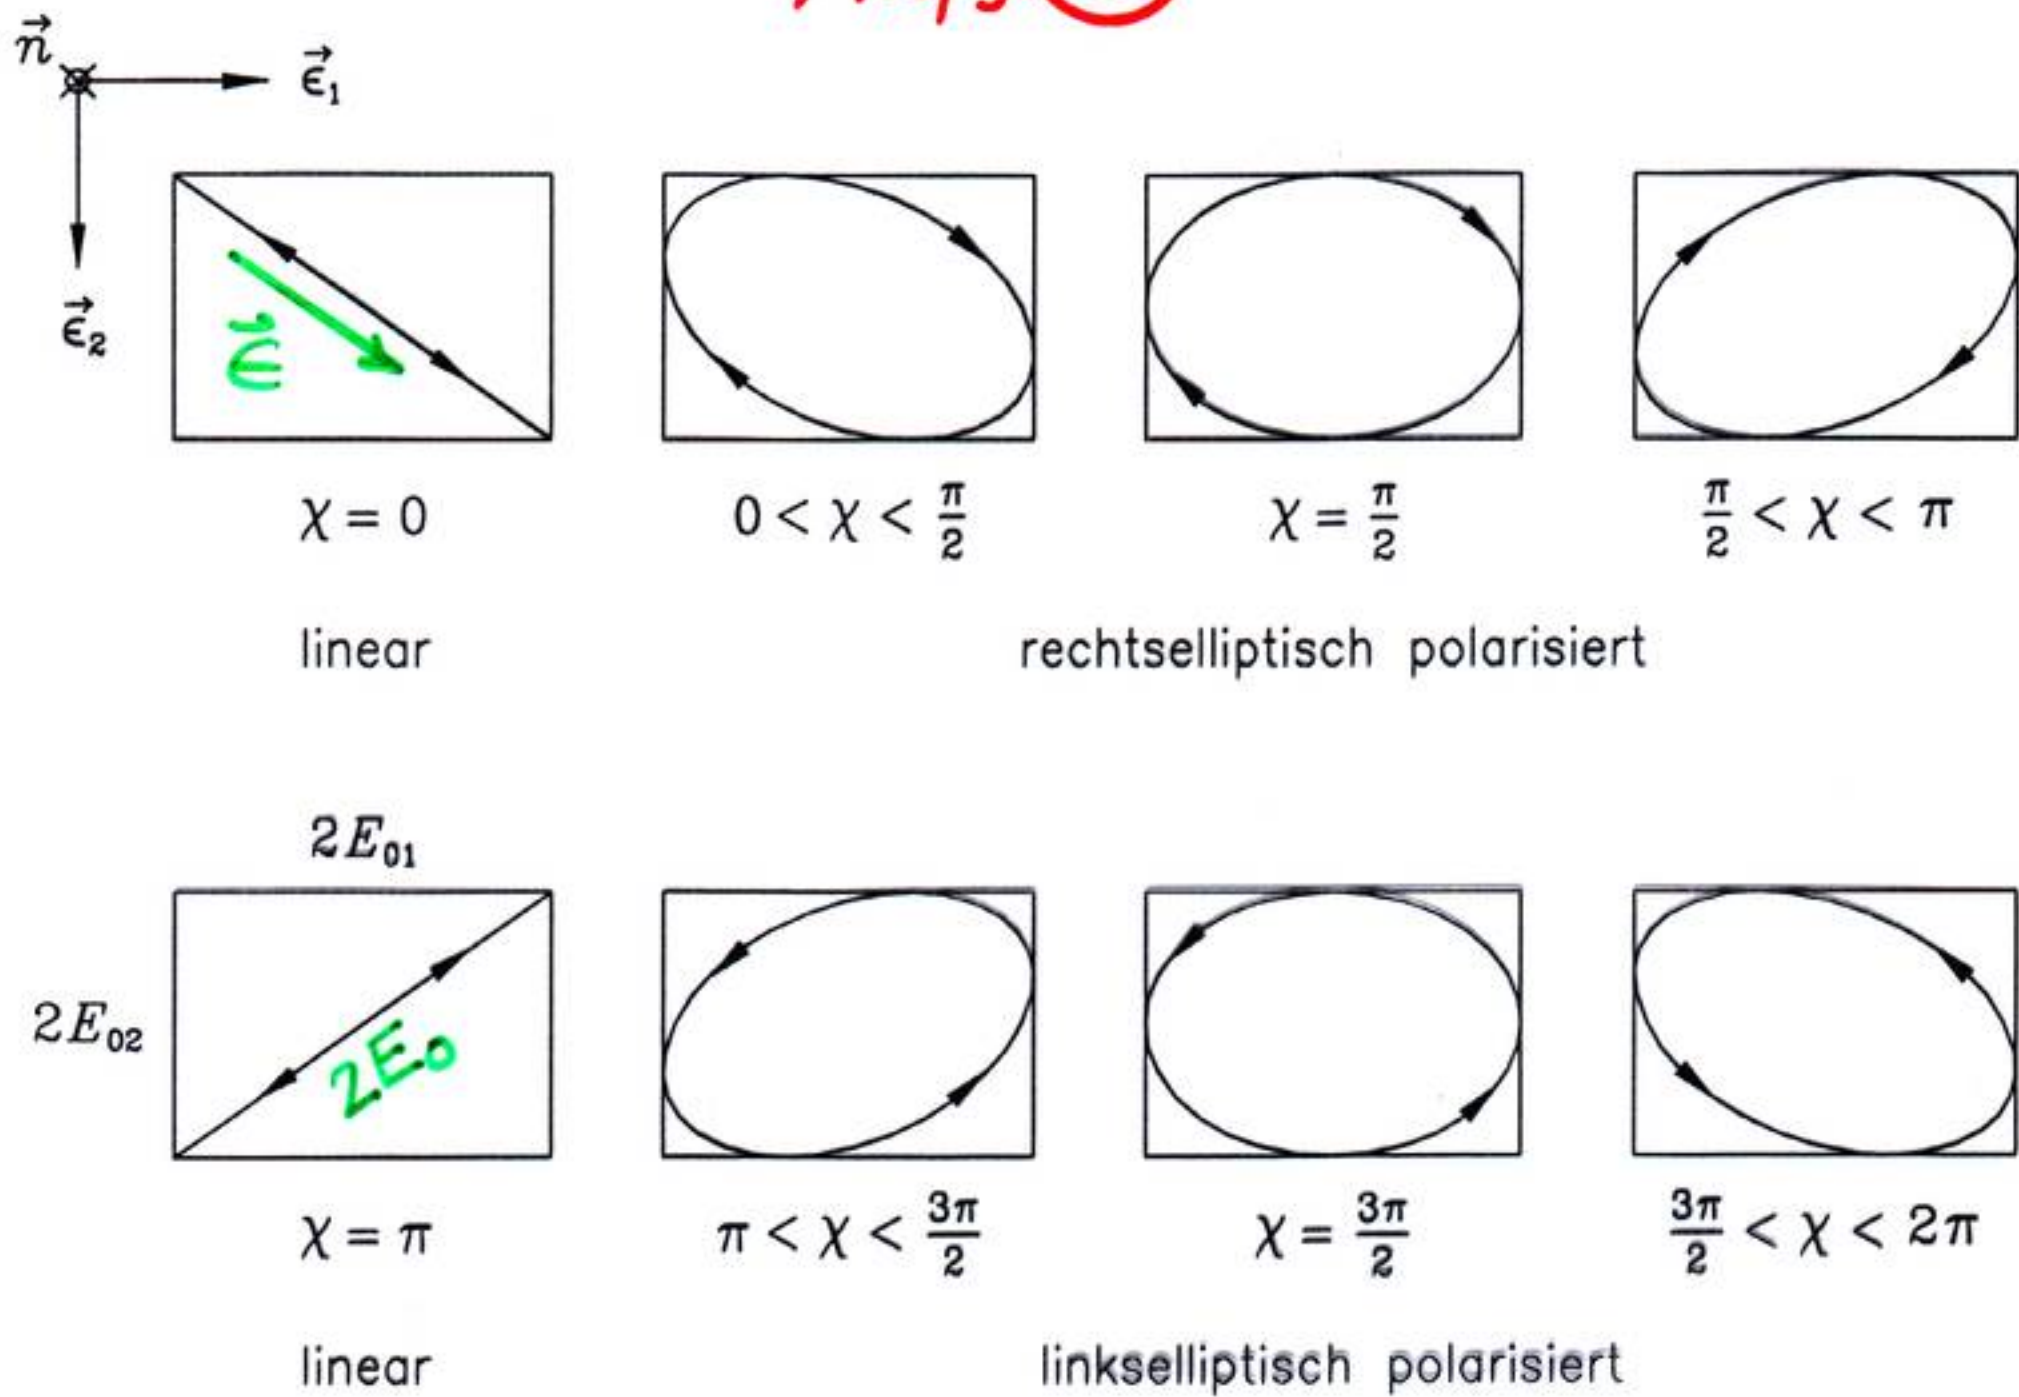 n⃗
ϵ⃗₁
ϵ⃗₂
E⃗
χ = 0
0 < χ < π/2
χ = π/2
π/2 < χ < π
linear
rechtselliptisch polarisiert
2E₀₁
2E₀₂
2E₀
χ = π
π < χ < 3π/2
χ = 3π/2
3π/2 < χ < 2π
linear
linkselliptisch polarisiert